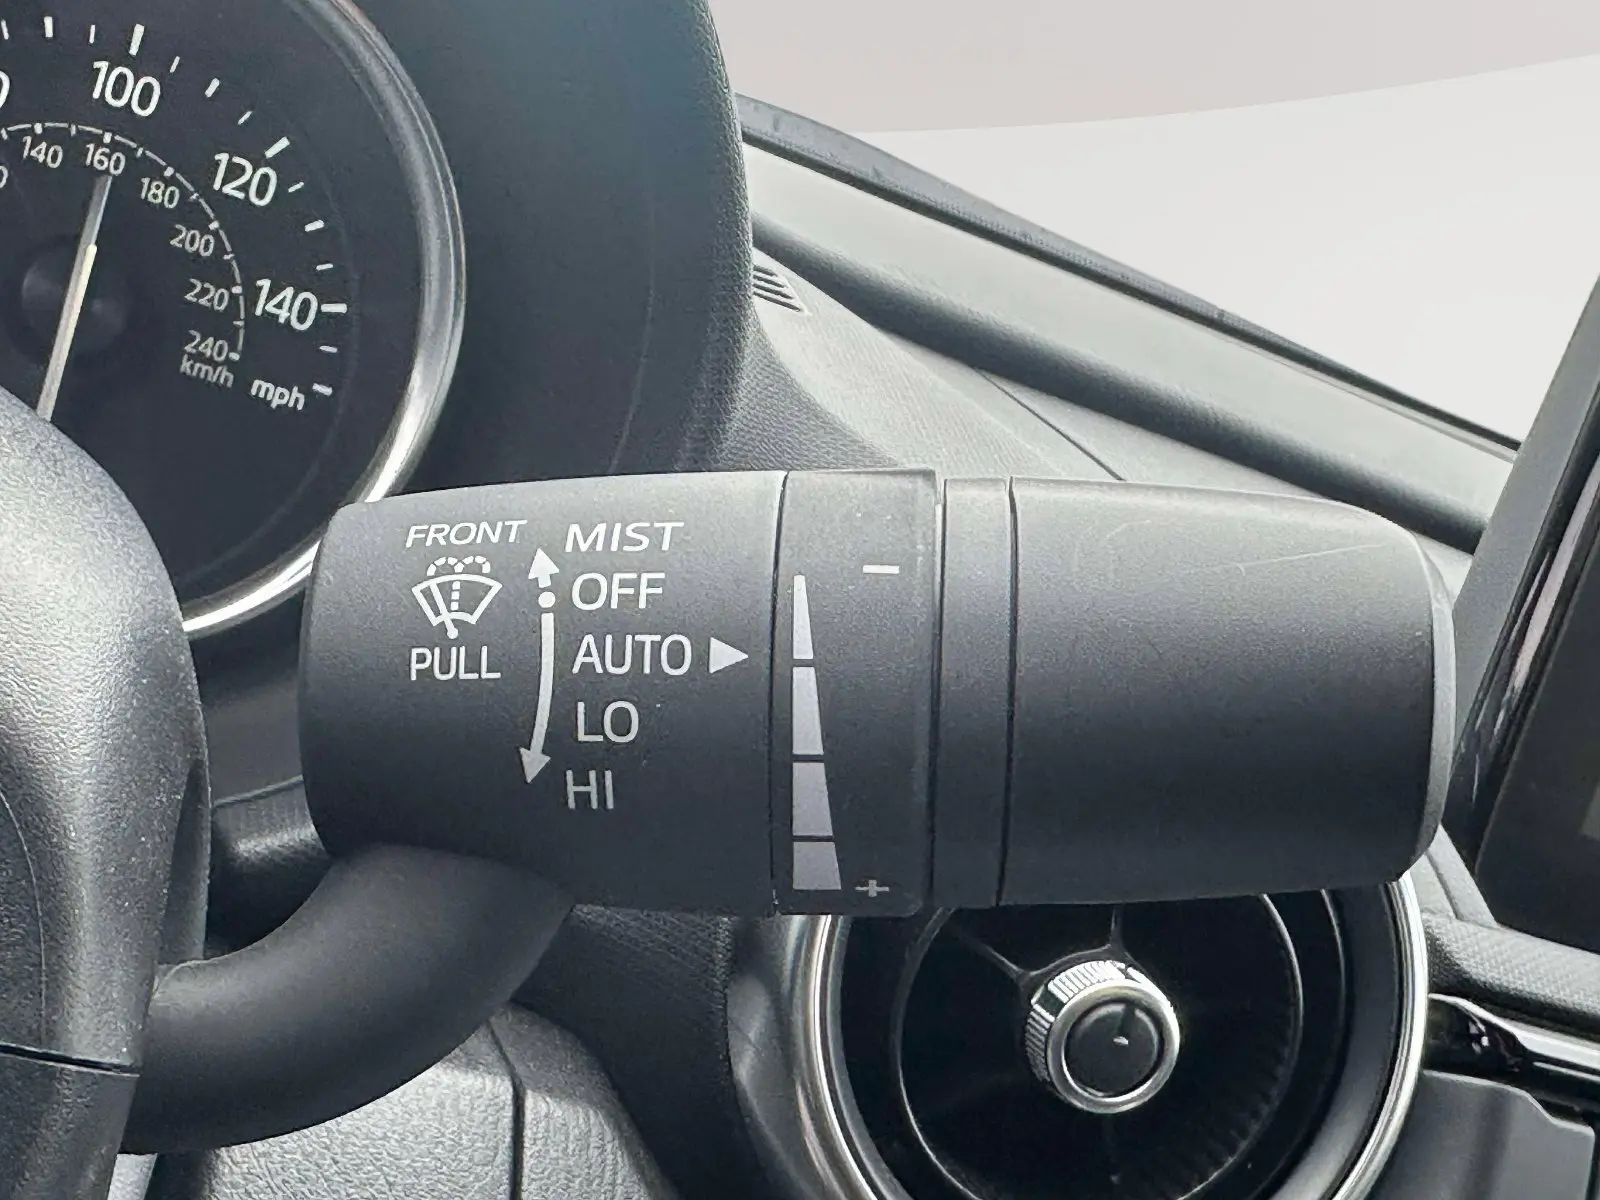 100
120
140
mph
140
160
180
200
220
240
km/h
FRONT
PULL
MIST
OFF
AUTO
LO
HI
-
+